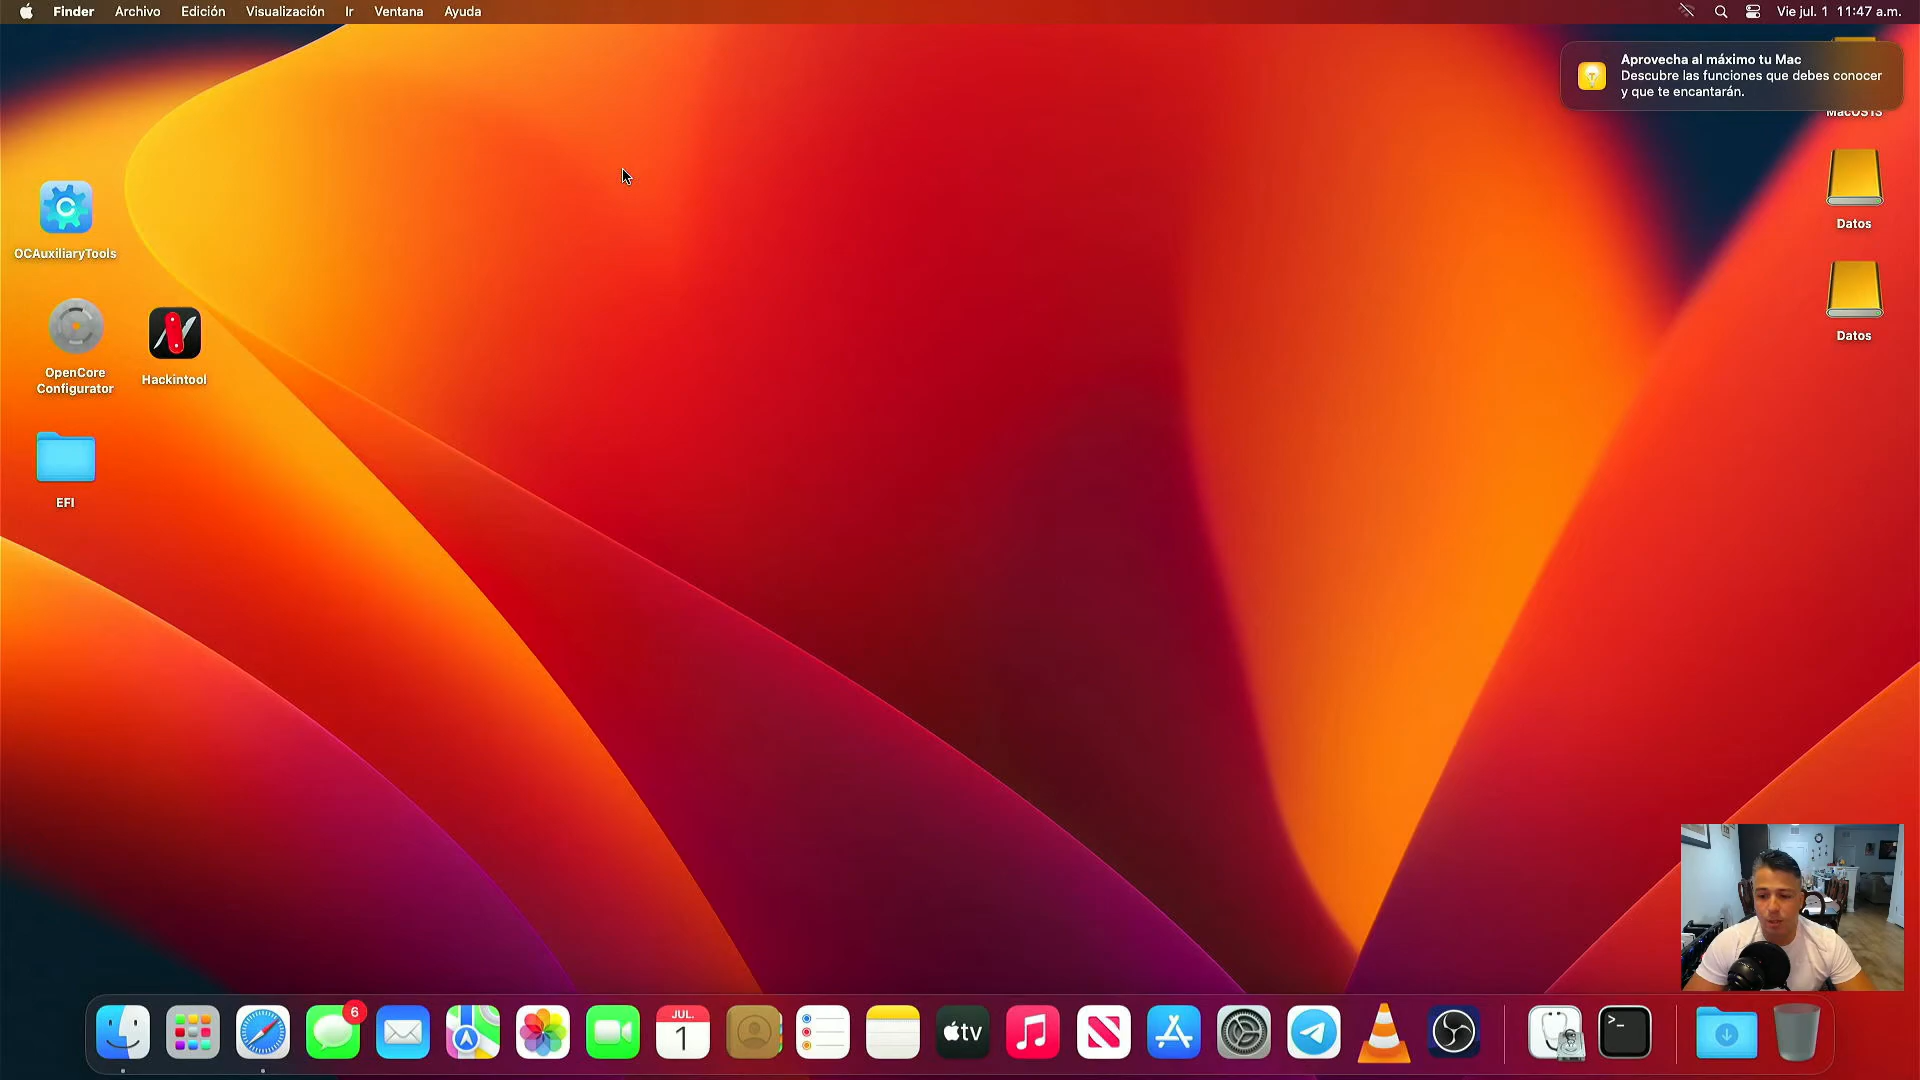 Finder Archivo Edición Visualización Ir Ventana Ayuda
Vie jul. 1 11:47 a.m.
Aprovecha al máximo tu Mac
Descubre las funciones que debes conocer
y que te encantarán.
Datos
OCAuxiliaryTools
Datos
OpenCore
Configurator
Hackintool
EFI
6
JUL.
1
tv
>_